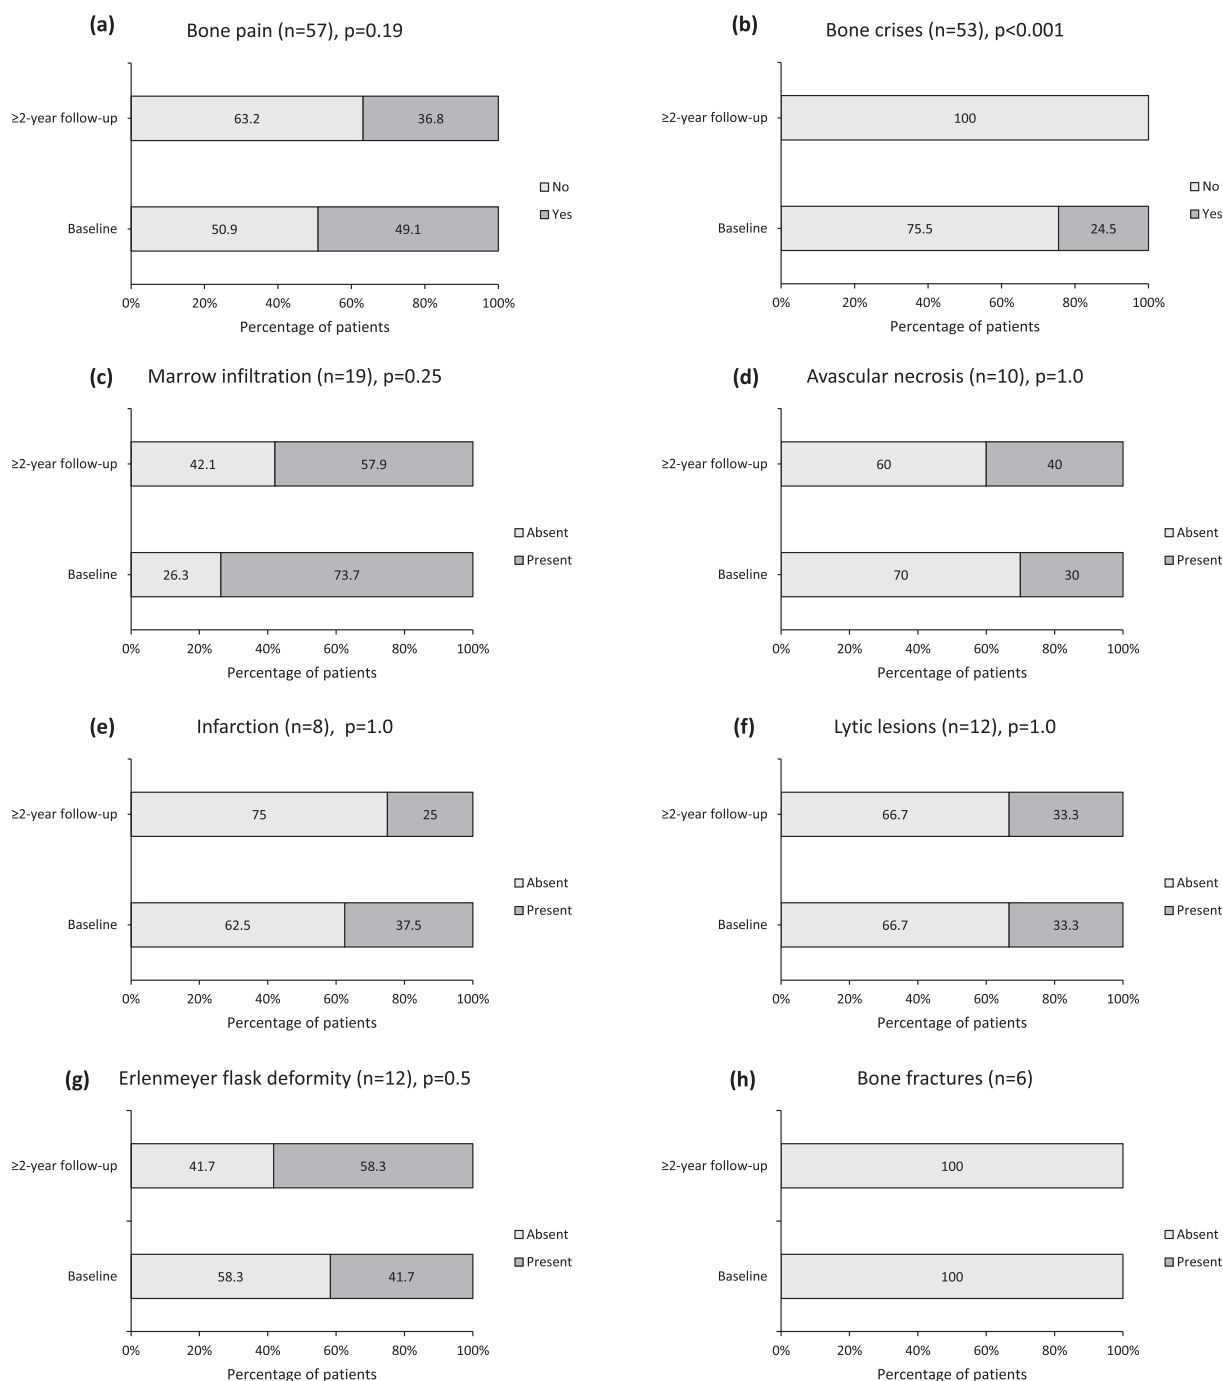 (a) Bone pain (n=57), p=0.19
≥2-year follow-up
63.2 36.8
No
Yes
Baseline
50.9 49.1
0% 20% 40% 60% 80% 100%
Percentage of patients
(b) Bone crises (n=53), p<0.001
≥2-year follow-up
100
No
Yes
Baseline
75.5 24.5
0% 20% 40% 60% 80% 100%
Percentage of patients
(c) Marrow infiltration (n=19), p=0.25
≥2-year follow-up
42.1 57.9
Absent
Present
Baseline
26.3 73.7
0% 20% 40% 60% 80% 100%
Percentage of patients
(d) Avascular necrosis (n=10), p=1.0
≥2-year follow-up
60 40
Absent
Present
Baseline
70 30
0% 20% 40% 60% 80% 100%
Percentage of patients
(e) Infarction (n=8), p=1.0
≥2-year follow-up
75 25
Absent
Present
Baseline
62.5 37.5
0% 20% 40% 60% 80% 100%
Percentage of patients
(f) Lytic lesions (n=12), p=1.0
≥2-year follow-up
66.7 33.3
Absent
Present
Baseline
66.7 33.3
0% 20% 40% 60% 80% 100%
Percentage of patients
(g) Erlenmeyer flask deformity (n=12), p=0.5
≥2-year follow-up
41.7 58.3
Absent
Present
Baseline
58.3 41.7
0% 20% 40% 60% 80% 100%
Percentage of patients
(h) Bone fractures (n=6)
≥2-year follow-up
100
Absent
Present
Baseline
100
0% 20% 40% 60% 80% 100%
Percentage of patients